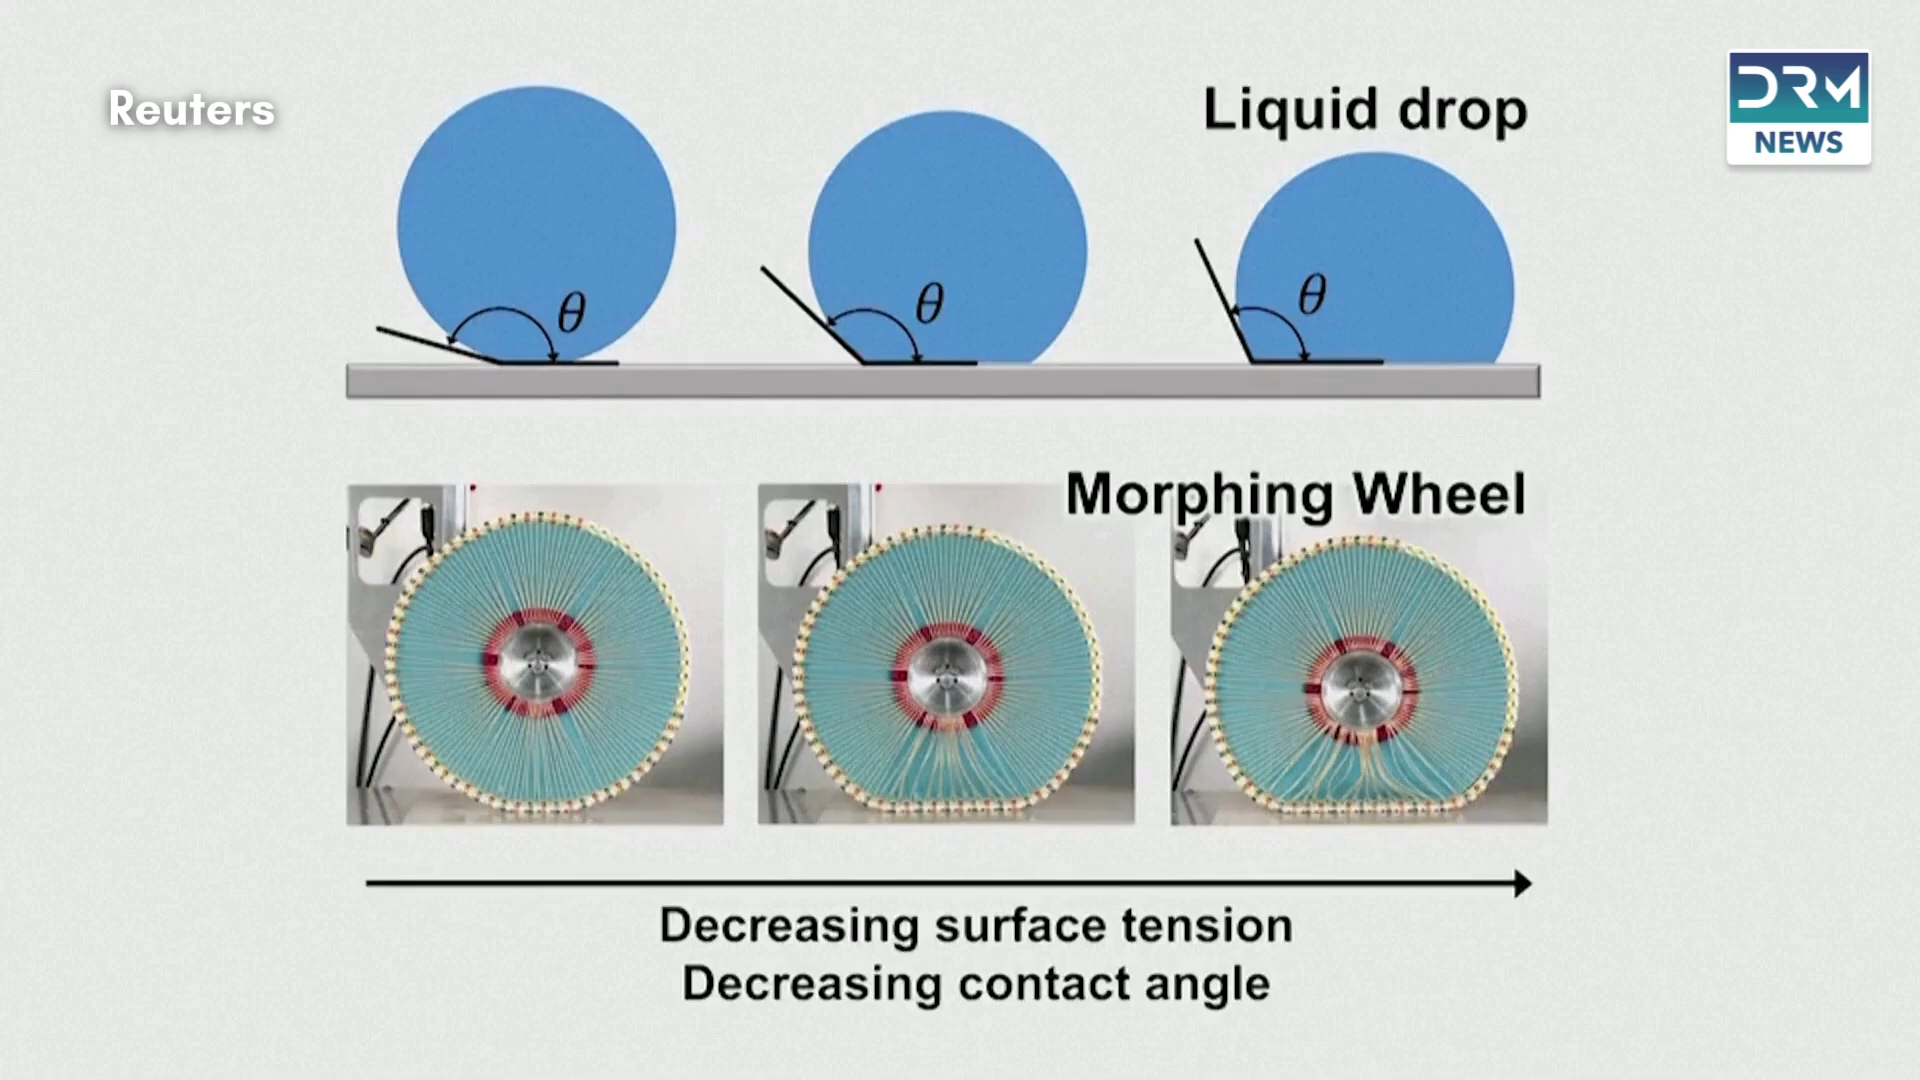 Reuters
Liquid drop
DRM
NEWS
θ
θ
θ
Morphing Wheel
Decreasing surface tension
Decreasing contact angle